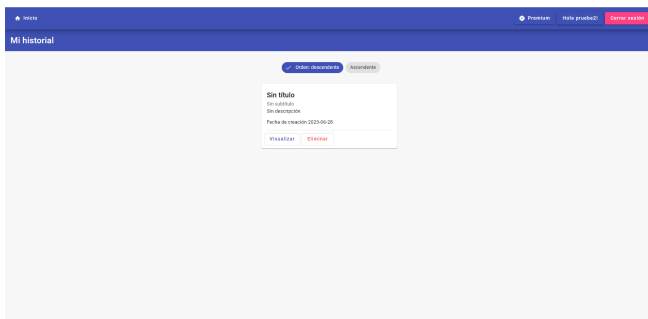 Inicio
Premium
Hola prueba2!
Cerrar sesión
Mi historial
Orden: descendente
Ascendente
Sin título
Sin subtítulo
Sin descripción
Fecha de creación 2023-06-26
Visualizar
Eliminar